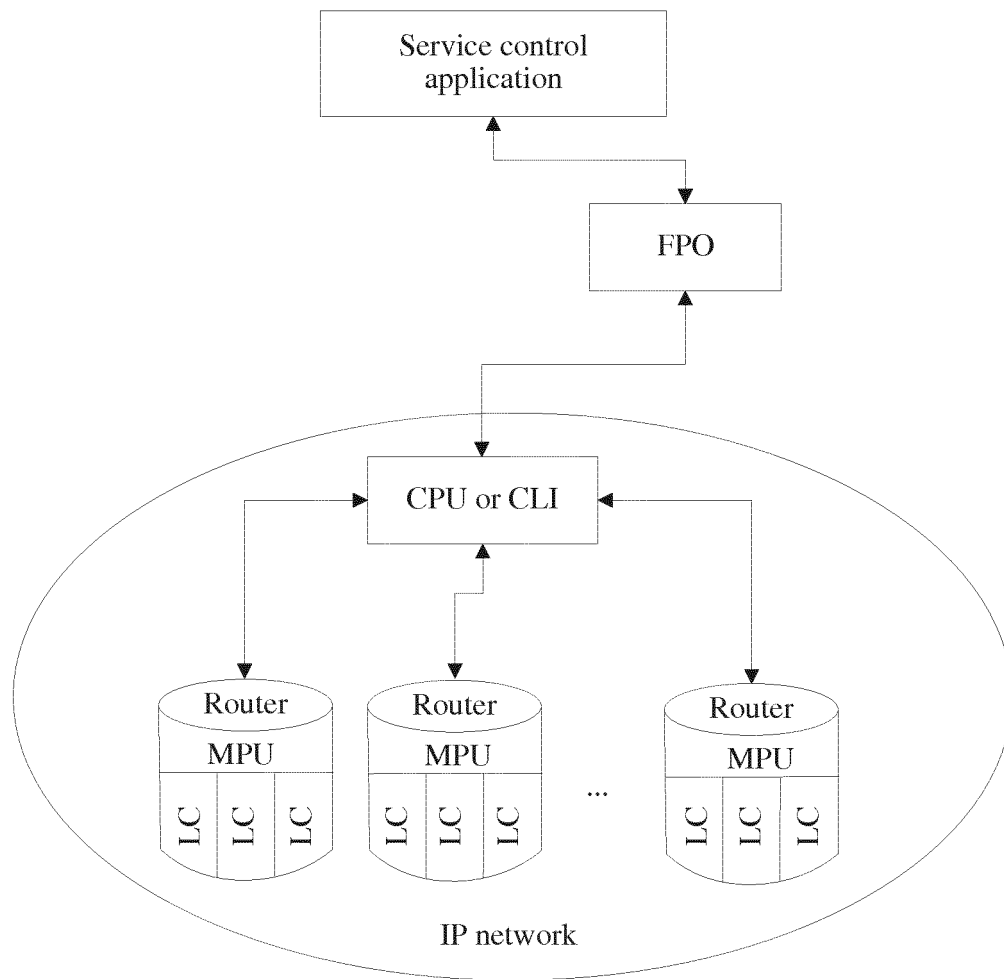 Service control
application
FPO
CPU or CLI
Router
MPU
LC
LC
LC
Router
MPU
LC
LC
LC
...
Router
MPU
LC
LC
LC
IP network